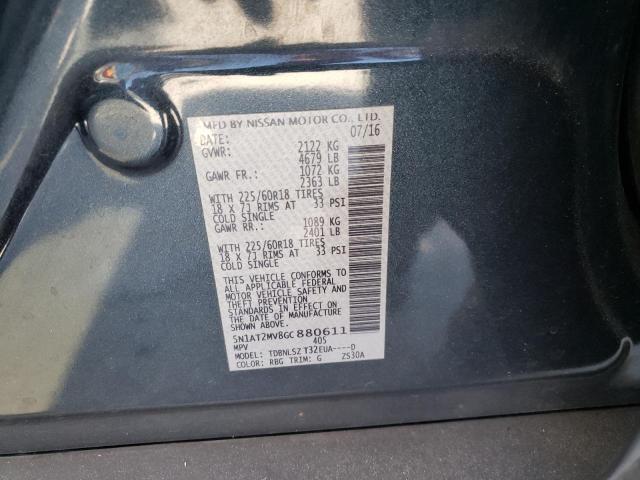 MFD BY NISSAN MOTOR CO., LTD.
DATE: 07/16
GVWR: 2122 KG
4679 LB
GAWR FR.: 1072 KG
2363 LB
WITH 225/60R18 TIRES
18 X 7J RIMS AT 33 PSI
COLD SINGLE
GAWR RR.: 1089 KG
2401 LB
WITH 225/60R18 TIRES
18 X 7J RIMS AT 33 PSI
COLD SINGLE
THIS VEHICLE CONFORMS TO
ALL APPLICABLE FEDERAL
MOTOR VEHICLE SAFETY AND
THEFT PREVENTION
STANDARDS IN EFFECT ON
THE DATE OF MANUFACTURE
SHOWN ABOVE.
5N1AT2MV8GC880611
MPV 405
MODEL: TDBNLSZ T32EUA----D
COLOR: RBG TRIM: G ZS30A